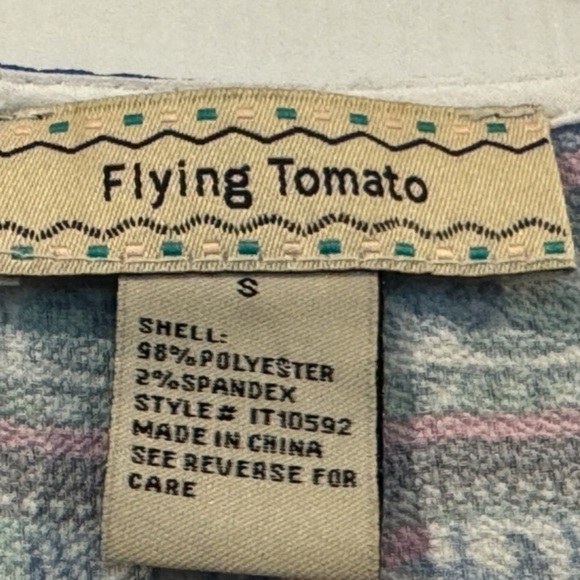 Flying Tomato
S
SHELL:
98%POLYESTER
2%SPANDEX
STYLE# IT10592
MADE IN CHINA
SEE REVERSE FOR
CARE